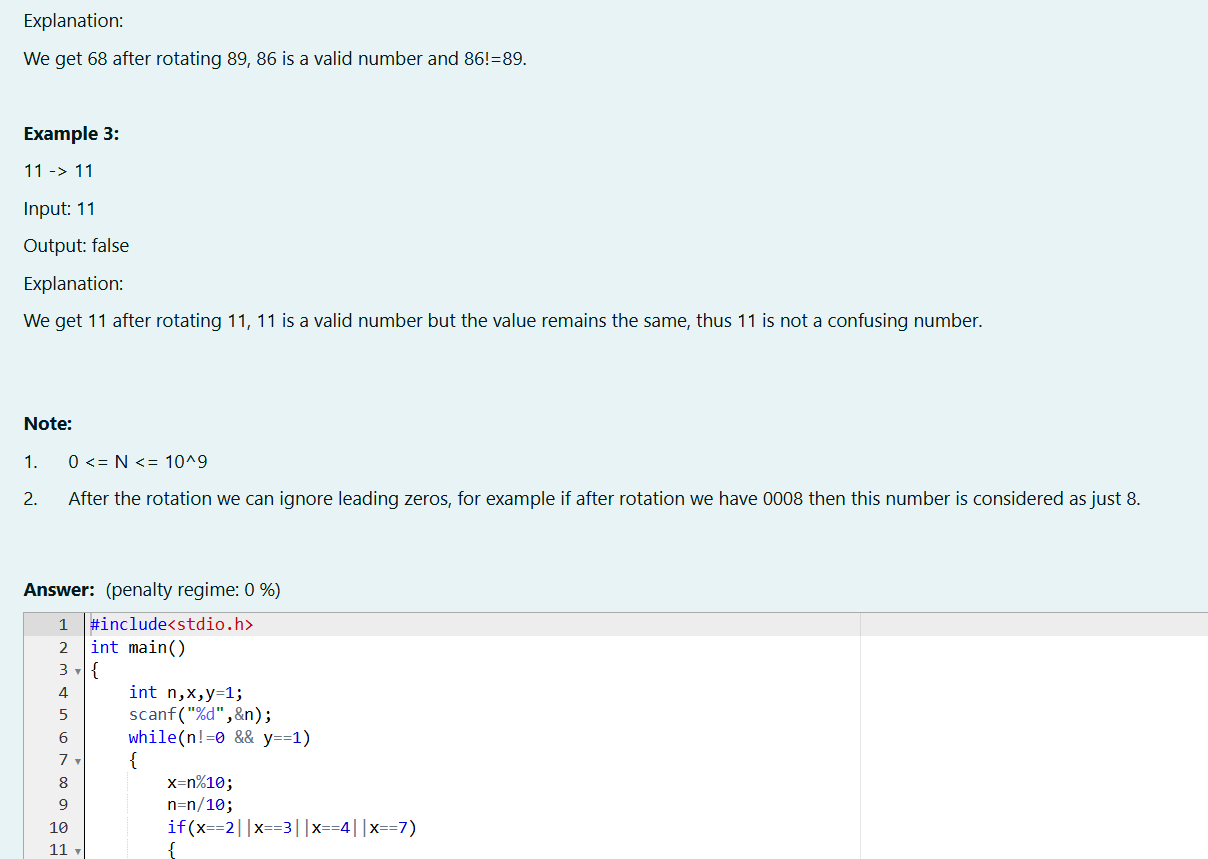 Explanation:
We get 68 after rotating 89, 86 is a valid number and 86!=89.
Example 3:
11 -> 11
Input: 11
Output: false
Explanation:
We get 11 after rotating 11, 11 is a valid number but the value remains the same, thus 11 is not a confusing number.
Note:
1. 0 <= N <= 10^9
2. After the rotation we can ignore leading zeros, for example if after rotation we have 0008 then this number is considered as just 8.
Answer: (penalty regime: 0 %)
1 #include<stdio.h>
2 int main()
3 {
4 int n,x,y=1;
5 scanf("%d",&n);
6 while(n!=0 && y==1)
7 {
8 x=n%10;
9 n=n/10;
10 if(x==2||x==3||x==4||x==7)
11 {